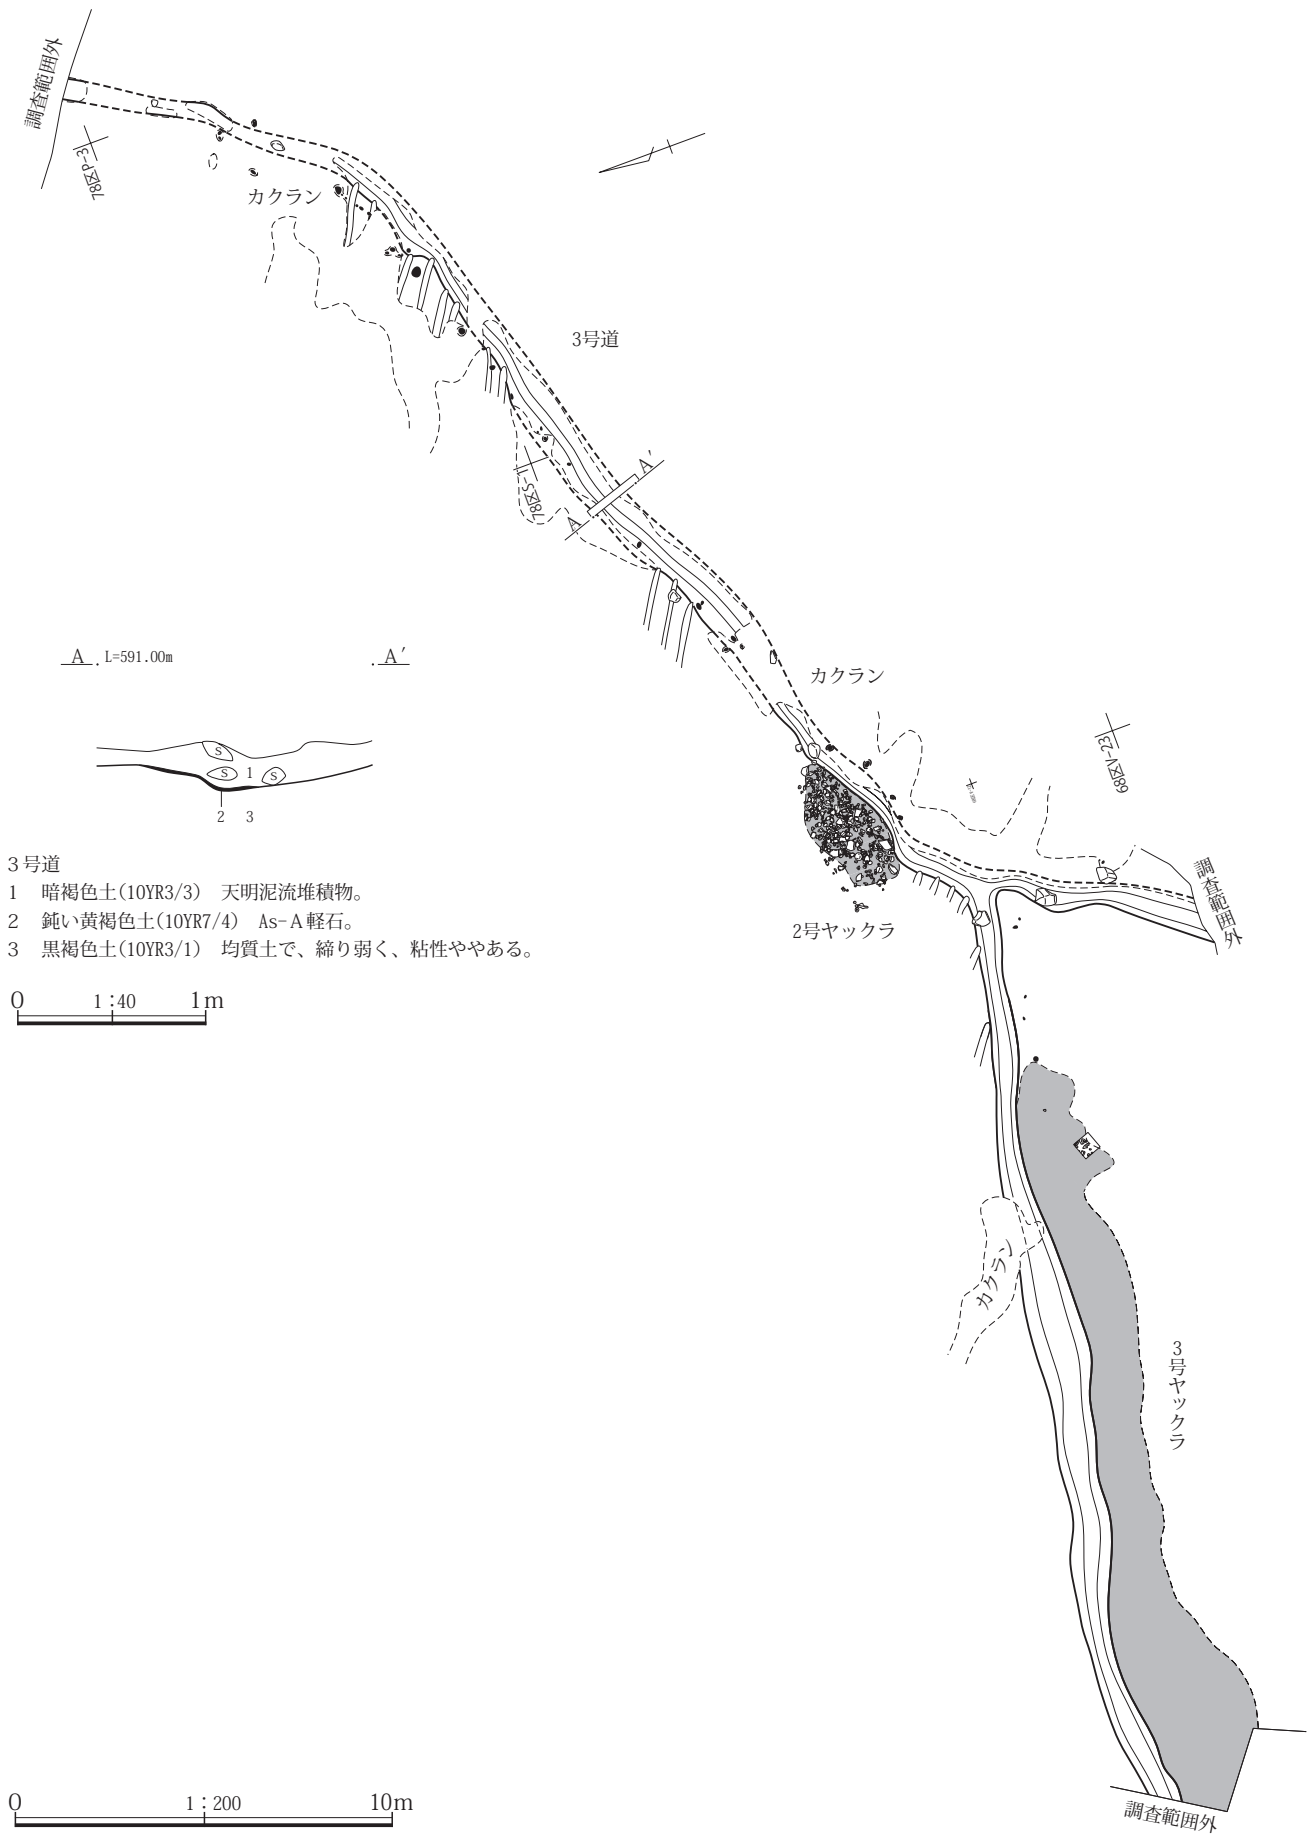 調査範囲外
78区P-3
カクラン
3号道
A′
78区S-1
A
カクラン
A L=591.00m A′
68区V-23
S
S 1 S
2 3
調査範囲外
3号道
1 暗褐色土(10YR3/3) 天明泥流堆積物。
2 鈍い黄褐色土(10YR7/4) As-A軽石。
3 黒褐色土(10YR3/1) 均質土で、締り弱く、粘性ややある。
2号ヤックラ
0 1:40 1m
カクラン
3号ヤックラ
0 1:200 10m
調査範囲外